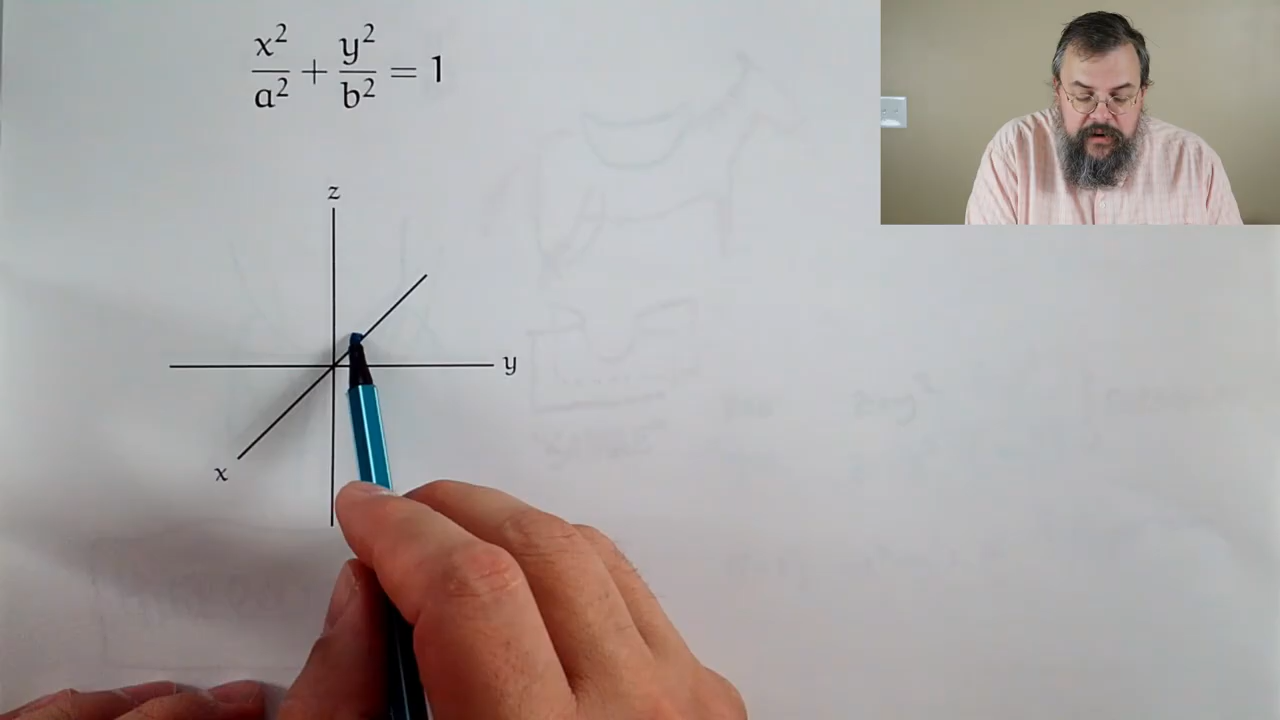 x²/a² + y²/b² = 1
z
y
x